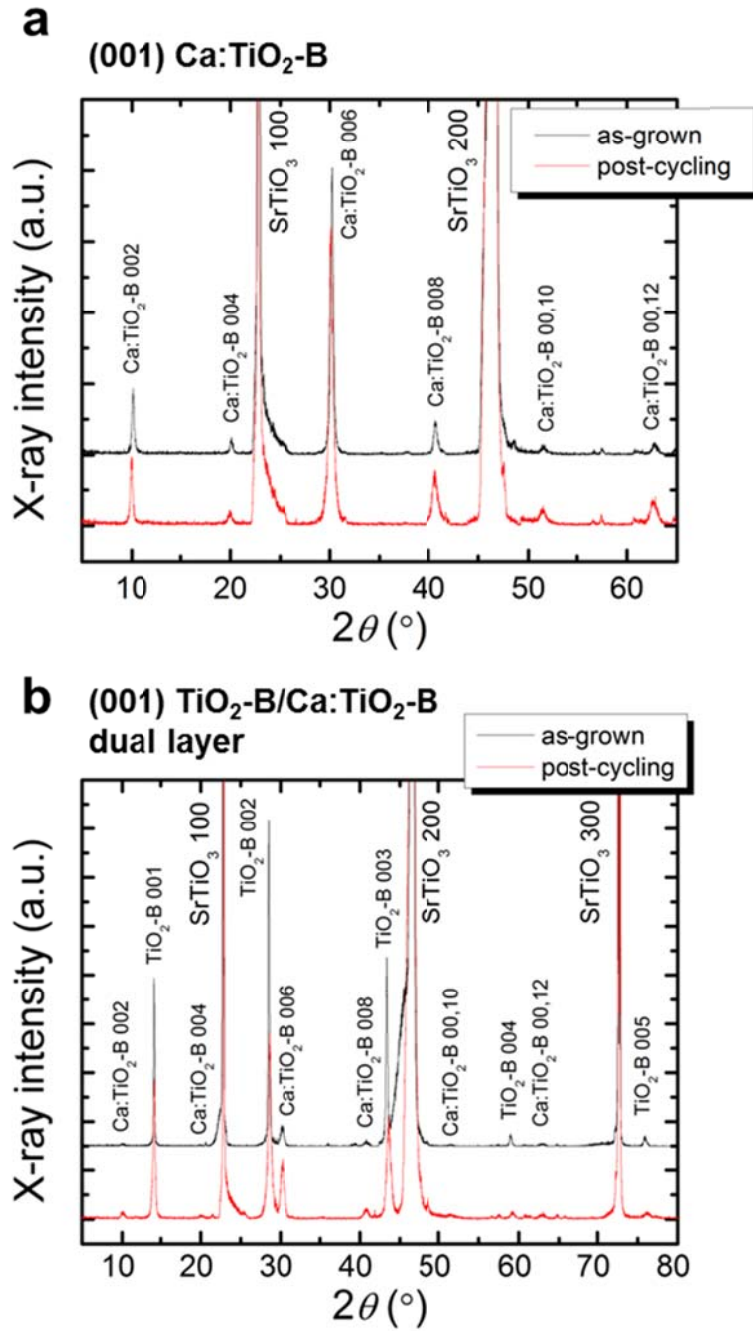 a
(001) Ca:TiO₂-B
as-grown
post-cycling
X-ray intensity (a.u.)
Ca:TiO₂-B 002
Ca:TiO₂-B 004
SrTiO₃ 100
Ca:TiO₂-B 006
Ca:TiO₂-B 008
SrTiO₃ 200
Ca:TiO₂-B 00,10
Ca:TiO₂-B 00,12
10 20 30 40 50 60
2θ (°)
b
(001) TiO₂-B/Ca:TiO₂-B
dual layer
as-grown
post-cycling
X-ray intensity (a.u.)
Ca:TiO₂-B 002
TiO₂-B 001
Ca:TiO₂-B 004
SrTiO₃ 100
TiO₂-B 002
Ca:TiO₂-B 006
Ca:TiO₂-B 008
TiO₂-B 003
SrTiO₃ 200
Ca:TiO₂-B 00,10
TiO₂-B 004
Ca:TiO₂-B 00,12
SrTiO₃ 300
TiO₂-B 005
10 20 30 40 50 60 70 80
2θ (°)